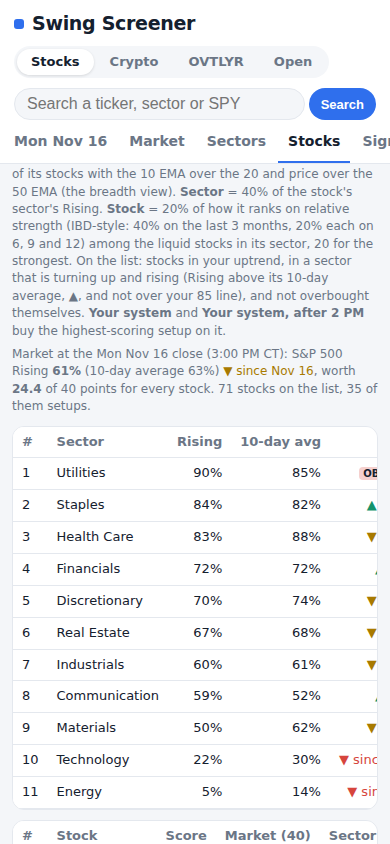 Swing Screener
Stocks Crypto OVTLYR Open
Search a ticker, sector or SPY Search
Mon Nov 16 Market Sectors Stocks
of its stocks with the 10 EMA over the 20 and price over the
50 EMA (the breadth view). Sector = 40% of the stock's
sector's Rising. Stock = 20% of how it ranks on relative
strength (IBD-style: 40% on the last 3 months, 20% each on
6, 9 and 12) among the liquid stocks in its sector, 20 for the
strongest. On the list: stocks in your uptrend, in a sector
that is turning up and rising (Rising above its 10-day
average, ▲, and not over your 85 line), and not overbought
themselves. Your system and Your system, after 2 PM
buy the highest-scoring setup on it.
Market at the Mon Nov 16 close (3:00 PM CT): S&P 500
Rising 61% (10-day average 63%) ▼ since Nov 16, worth
24.4 of 40 points for every stock. 71 stocks on the list, 35 of
them setups.
# Sector Rising 10-day avg
1 Utilities 90% 85% OB
2 Staples 84% 82% ▲
3 Health Care 83% 88% ▼
4 Financials 72% 72%
5 Discretionary 70% 74% ▼
6 Real Estate 67% 68% ▼
7 Industrials 60% 61% ▼
8 Communication 59% 52%
9 Materials 50% 62% ▼
10 Technology 22% 30% ▼ sinc
11 Energy 5% 14% ▼ sin
# Stock Score Market (40) Sector